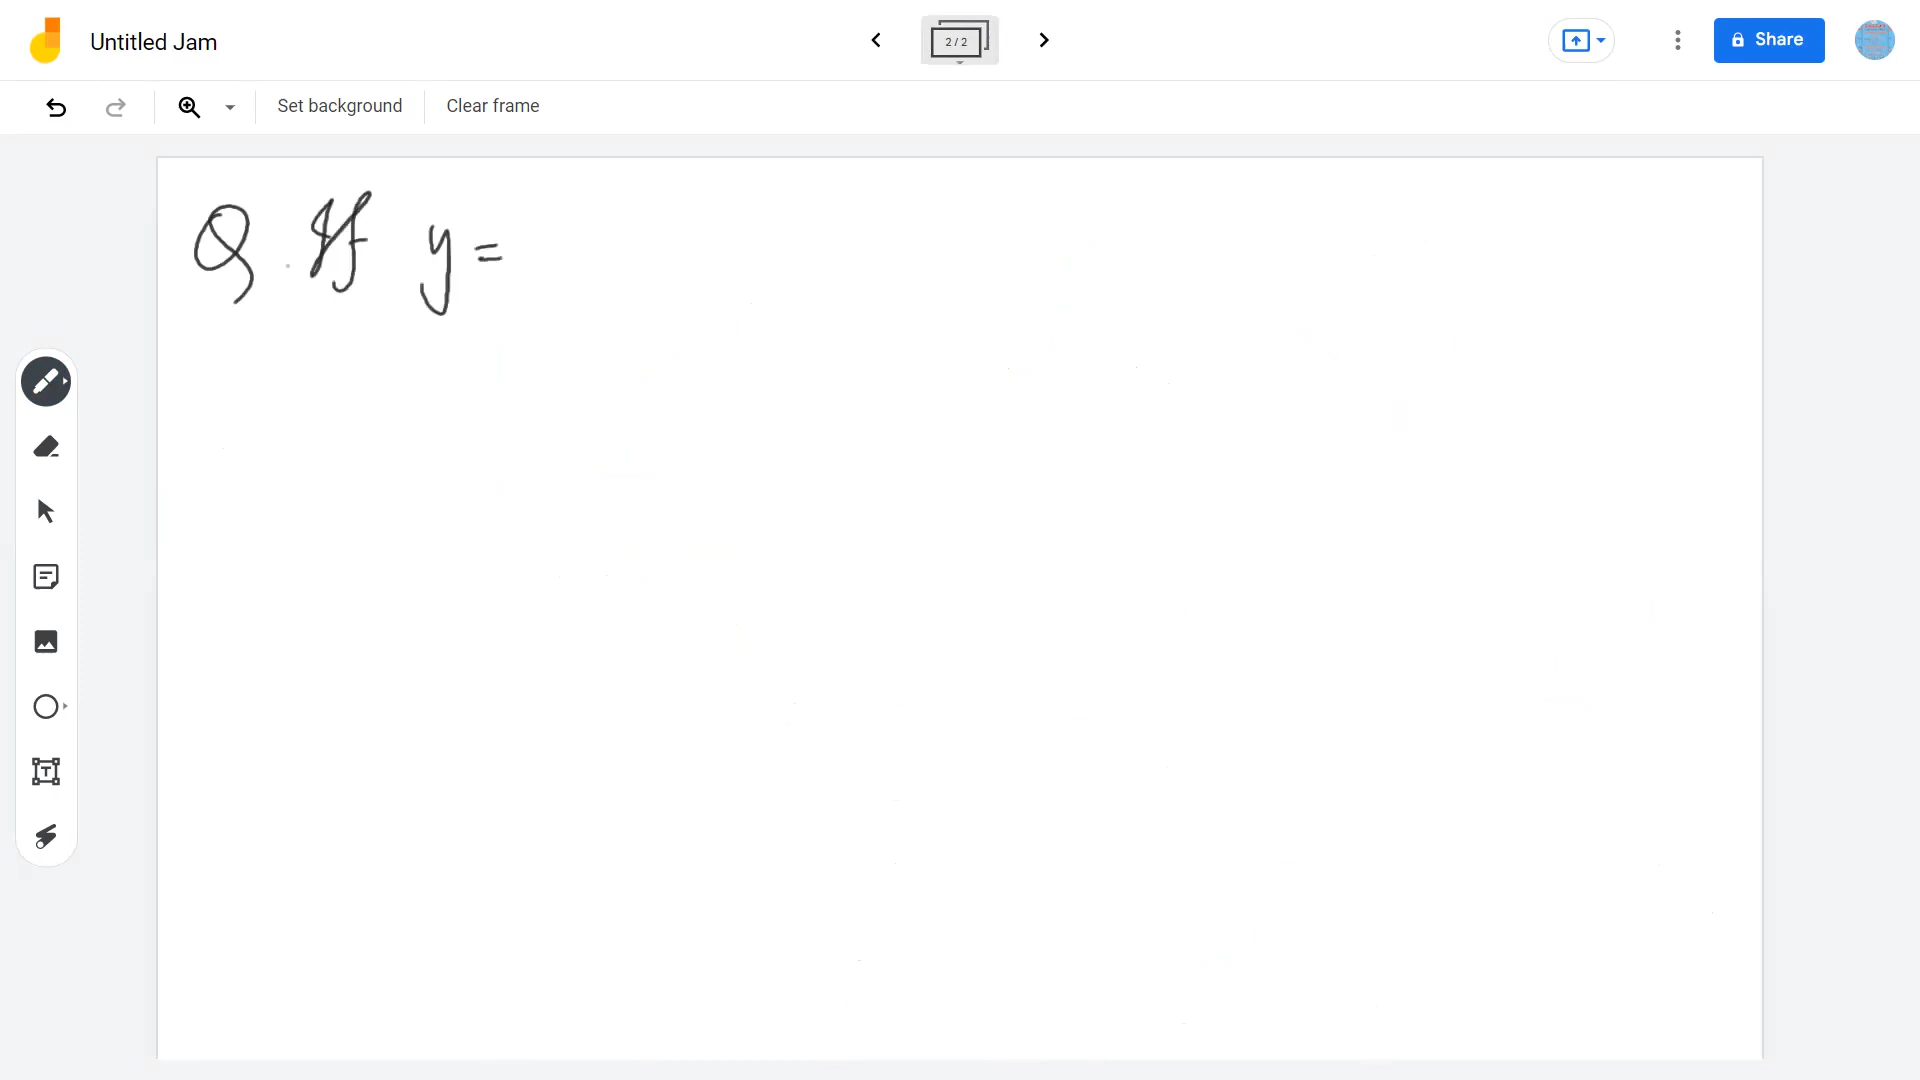 Untitled Jam
2 / 2
Share
Set background
Clear frame
Q. If y =